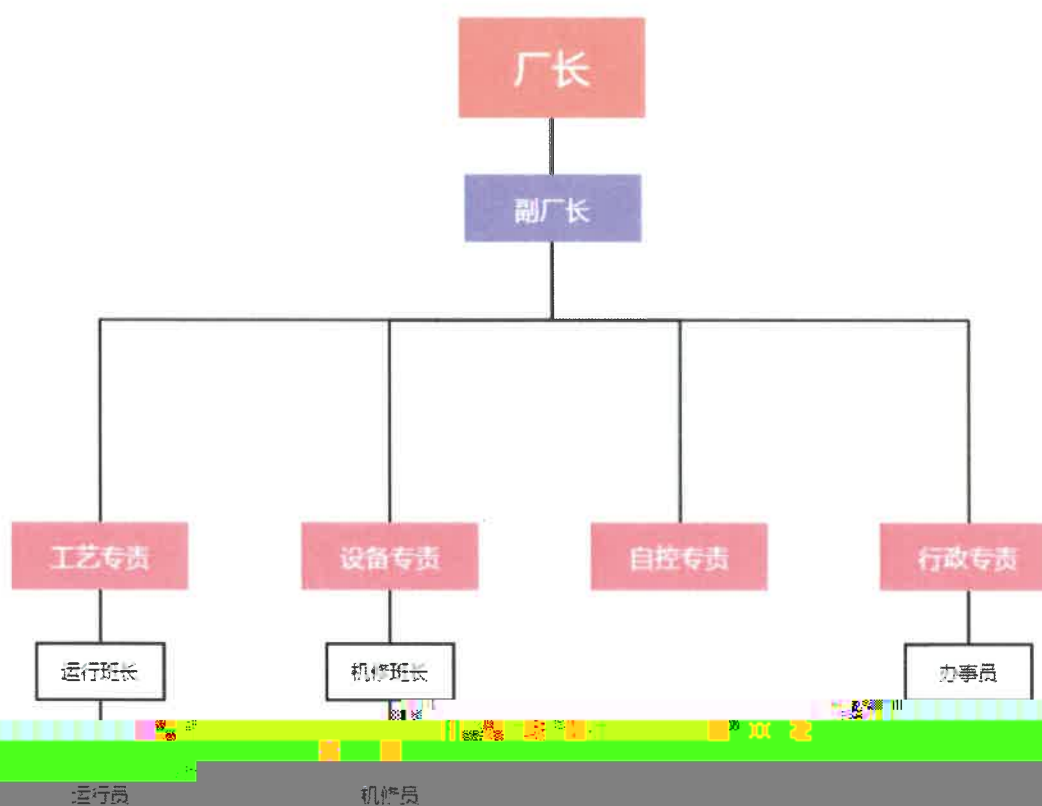 厂长
副厂长
工艺专责 设备专责 自控专责 行政专责
运行班长 机修班长 办事员
运行员 机修员